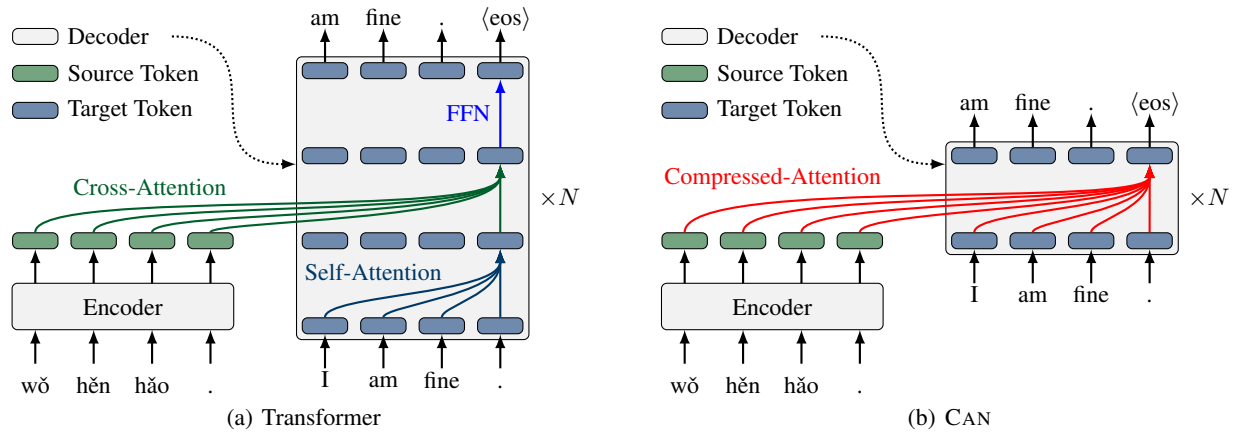 Decoder
Source Token
Target Token
am fine . ⟨eos⟩
FFN
Cross-Attention
×N
Self-Attention
Encoder
wǒ hěn hǎo .
I am fine .
(a) Transformer
Decoder
Source Token
Target Token
am fine . ⟨eos⟩
Compressed-Attention
×N
I am fine .
Encoder
wǒ hěn hǎo .
(b) CAN